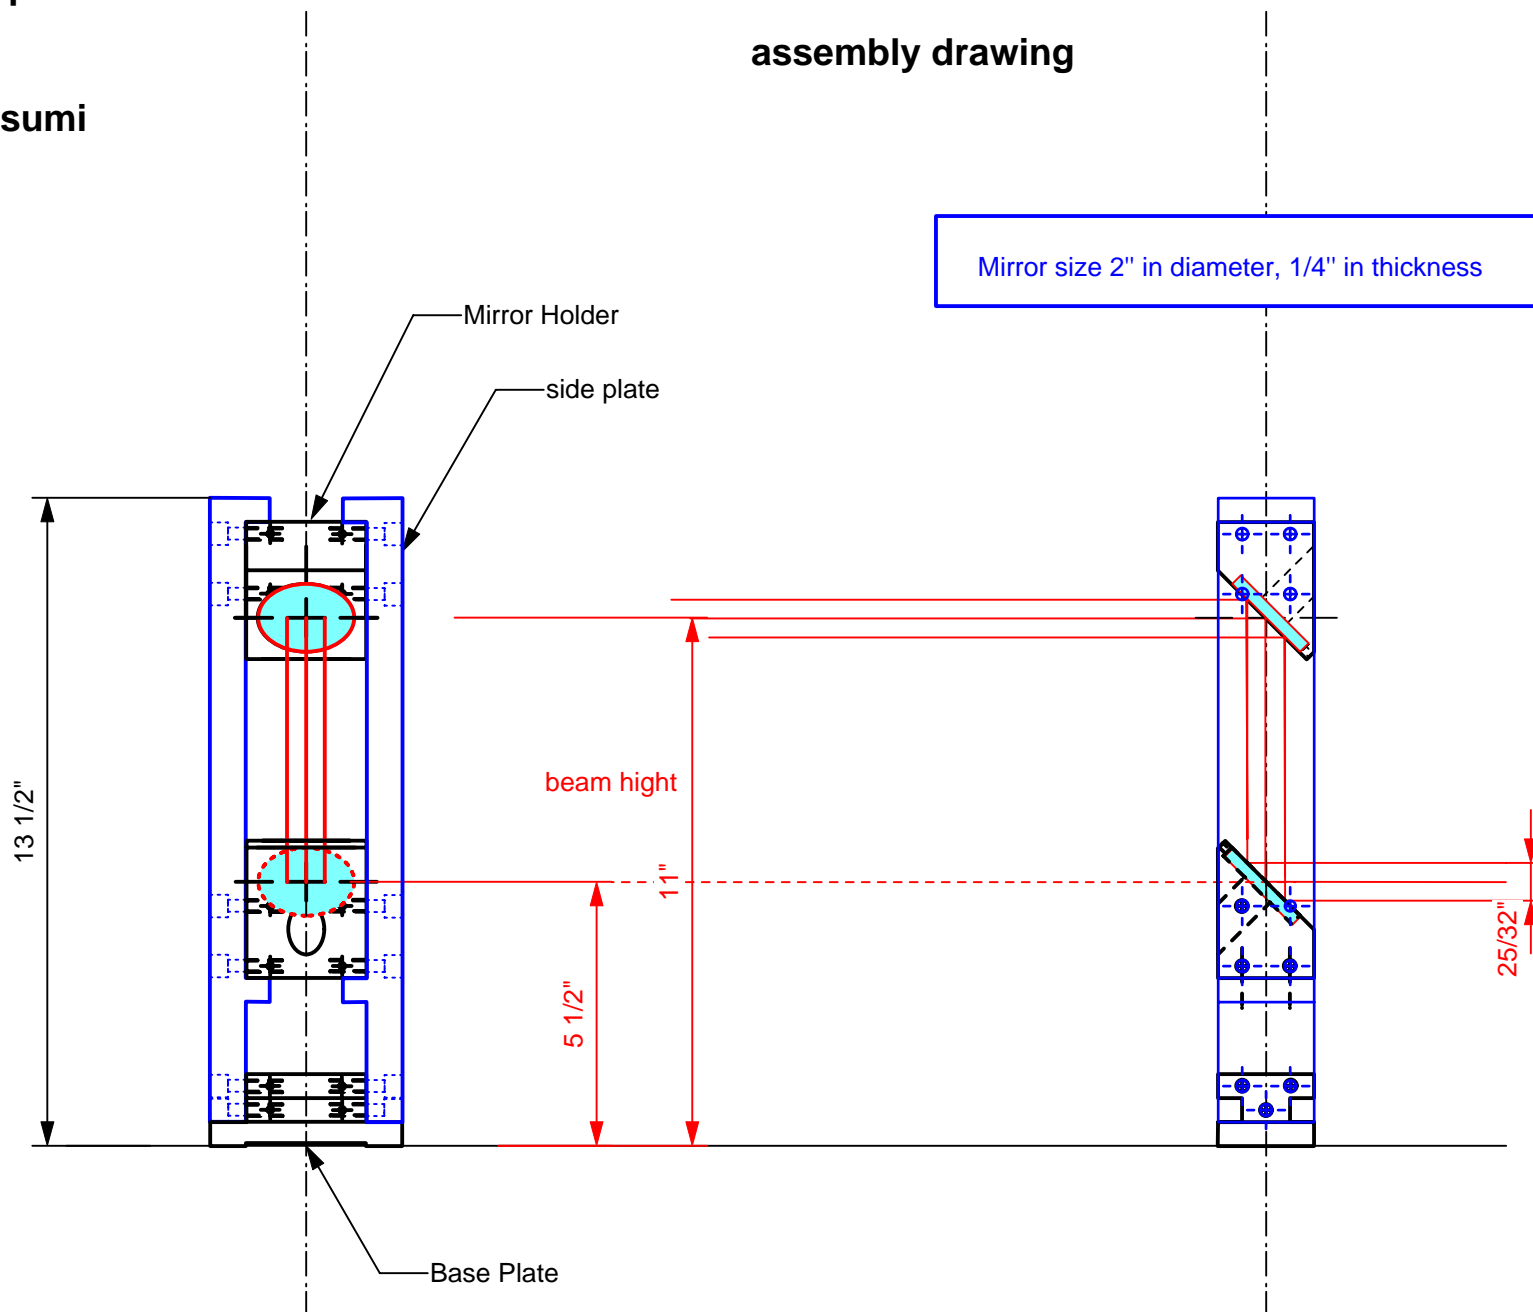 assembly drawing
sumi
Mirror size 2" in diameter, 1/4" in thickness
Mirror Holder
side plate
beam hight
13 1/2"
11"
25/32"
5 1/2"
Base Plate